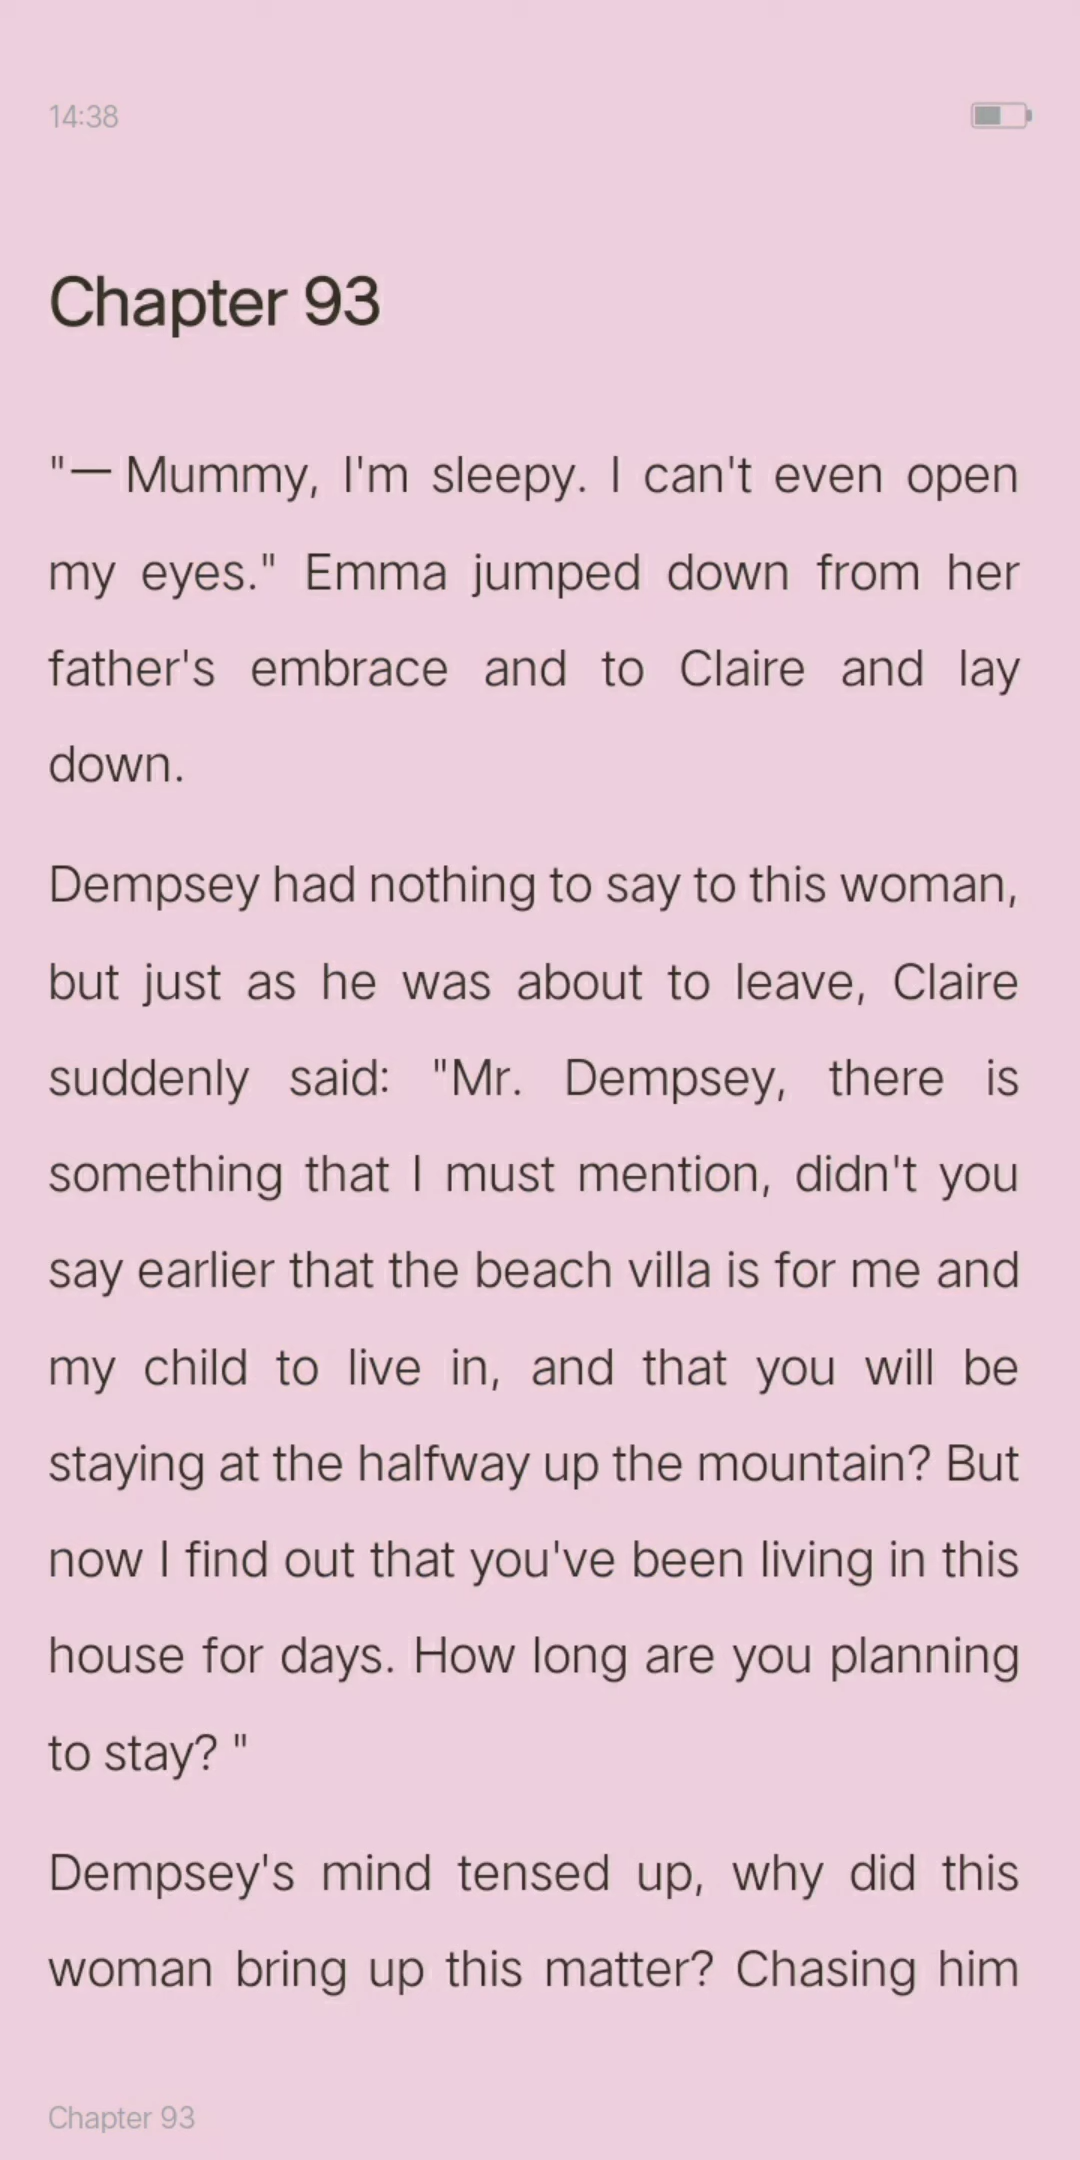 14:38
Chapter 93
"一 Mummy, I'm sleepy. I can't even open
my eyes." Emma jumped down from her
father's embrace and to Claire and lay
down.
Dempsey had nothing to say to this woman,
but just as he was about to leave, Claire
suddenly said: "Mr. Dempsey, there is
something that I must mention, didn't you
say earlier that the beach villa is for me and
my child to live in, and that you will be
staying at the halfway up the mountain? But
now I find out that you've been living in this
house for days. How long are you planning
to stay? "
Dempsey's mind tensed up, why did this
woman bring up this matter? Chasing him
Chapter 93